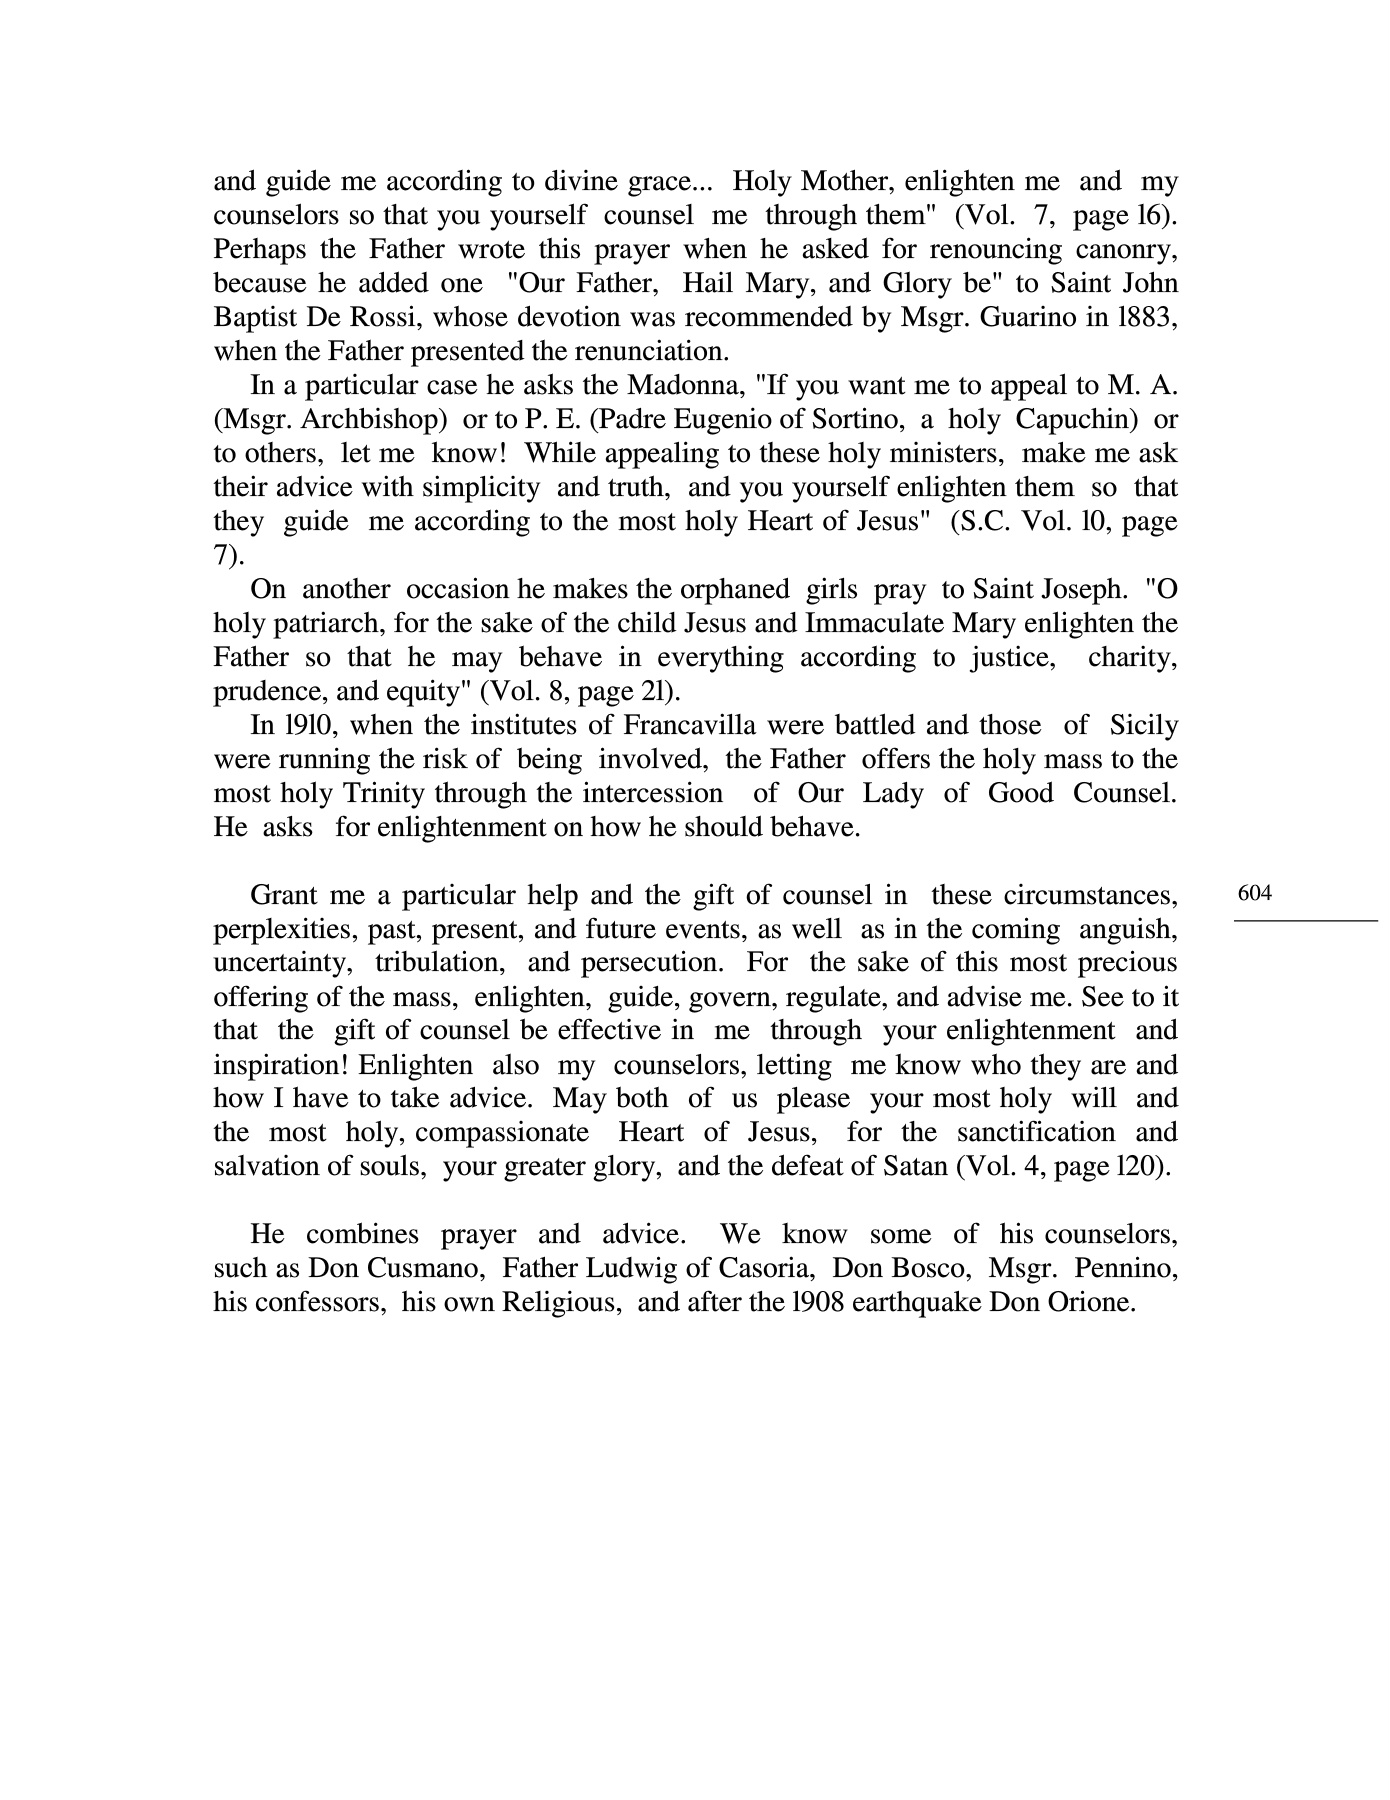 and guide me according to divine grace... Holy Mother, enlighten me and my
counselors so that you yourself counsel me through them" (Vol. 7, page 16).
Perhaps the Father wrote this prayer when he asked for renouncing canonry,
because he added one "Our Father, Hail Mary, and Glory be" to Saint John
Baptist De Rossi, whose devotion was recommended by Msgr. Guarino in 1883,
when the Father presented the renunciation.
In a particular case he asks the Madonna, "If you want me to appeal to M. A.
(Msgr. Archbishop) or to P. E. (Padre Eugenio of Sortino, a holy Capuchin) or
to others, let me know! While appealing to these holy ministers, make me ask
their advice with simplicity and truth, and you yourself enlighten them so that
they guide me according to the most holy Heart of Jesus" (S.C. Vol. 10, page
7).
On another occasion he makes the orphaned girls pray to Saint Joseph. "O
holy patriarch, for the sake of the child Jesus and Immaculate Mary enlighten the
Father so that he may behave in everything according to justice, charity,
prudence, and equity" (Vol. 8, page 21).
In 1910, when the institutes of Francavilla were battled and those of Sicily
were running the risk of being involved, the Father offers the holy mass to the
most holy Trinity through the intercession of Our Lady of Good Counsel.
He asks for enlightenment on how he should behave.
Grant me a particular help and the gift of counsel in these circumstances,
perplexities, past, present, and future events, as well as in the coming anguish,
uncertainty, tribulation, and persecution. For the sake of this most precious
offering of the mass, enlighten, guide, govern, regulate, and advise me. See to it
that the gift of counsel be effective in me through your enlightenment and
inspiration! Enlighten also my counselors, letting me know who they are and
how I have to take advice. May both of us please your most holy will and
the most holy, compassionate Heart of Jesus, for the sanctification and
salvation of souls, your greater glory, and the defeat of Satan (Vol. 4, page 120).
He combines prayer and advice. We know some of his counselors,
such as Don Cusmano, Father Ludwig of Casoria, Don Bosco, Msgr. Pennino,
his confessors, his own Religious, and after the 1908 earthquake Don Orione.
604